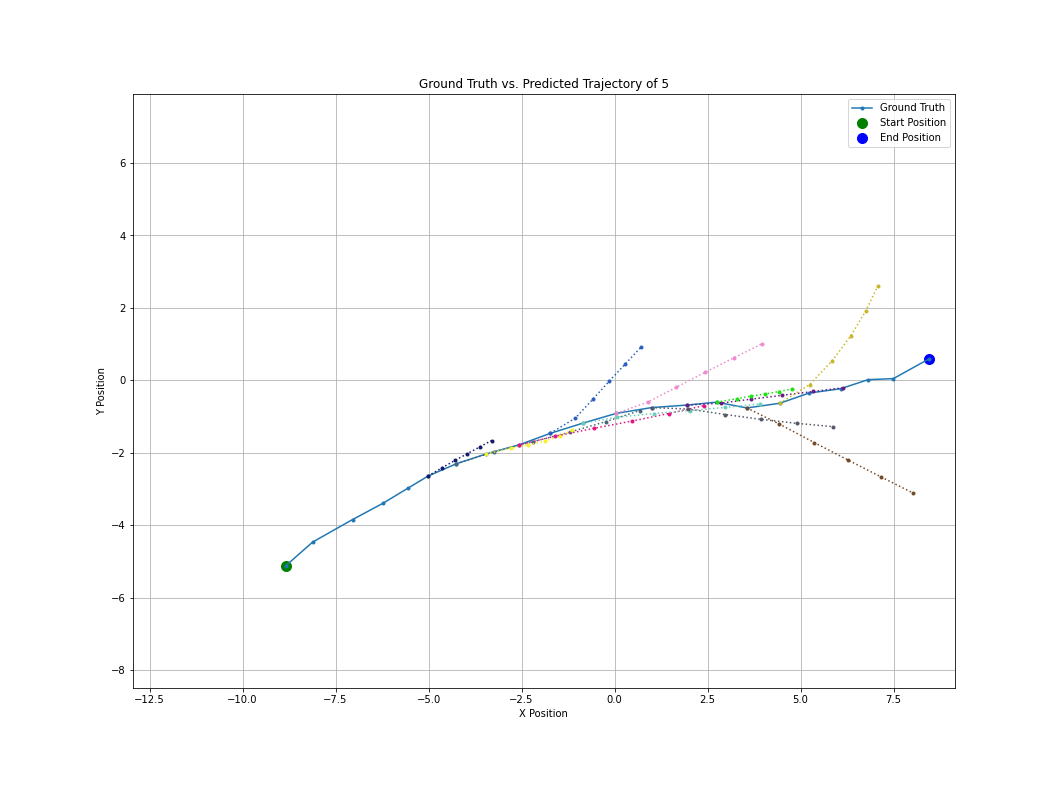 Ground Truth vs. Predicted Trajectory of 5
Ground Truth
Start Position
End Position
Y Position
6
4
2
0
−2
−4
−6
−8
−12.5 −10.0 −7.5 −5.0 −2.5 0.0 2.5 5.0 7.5
X Position